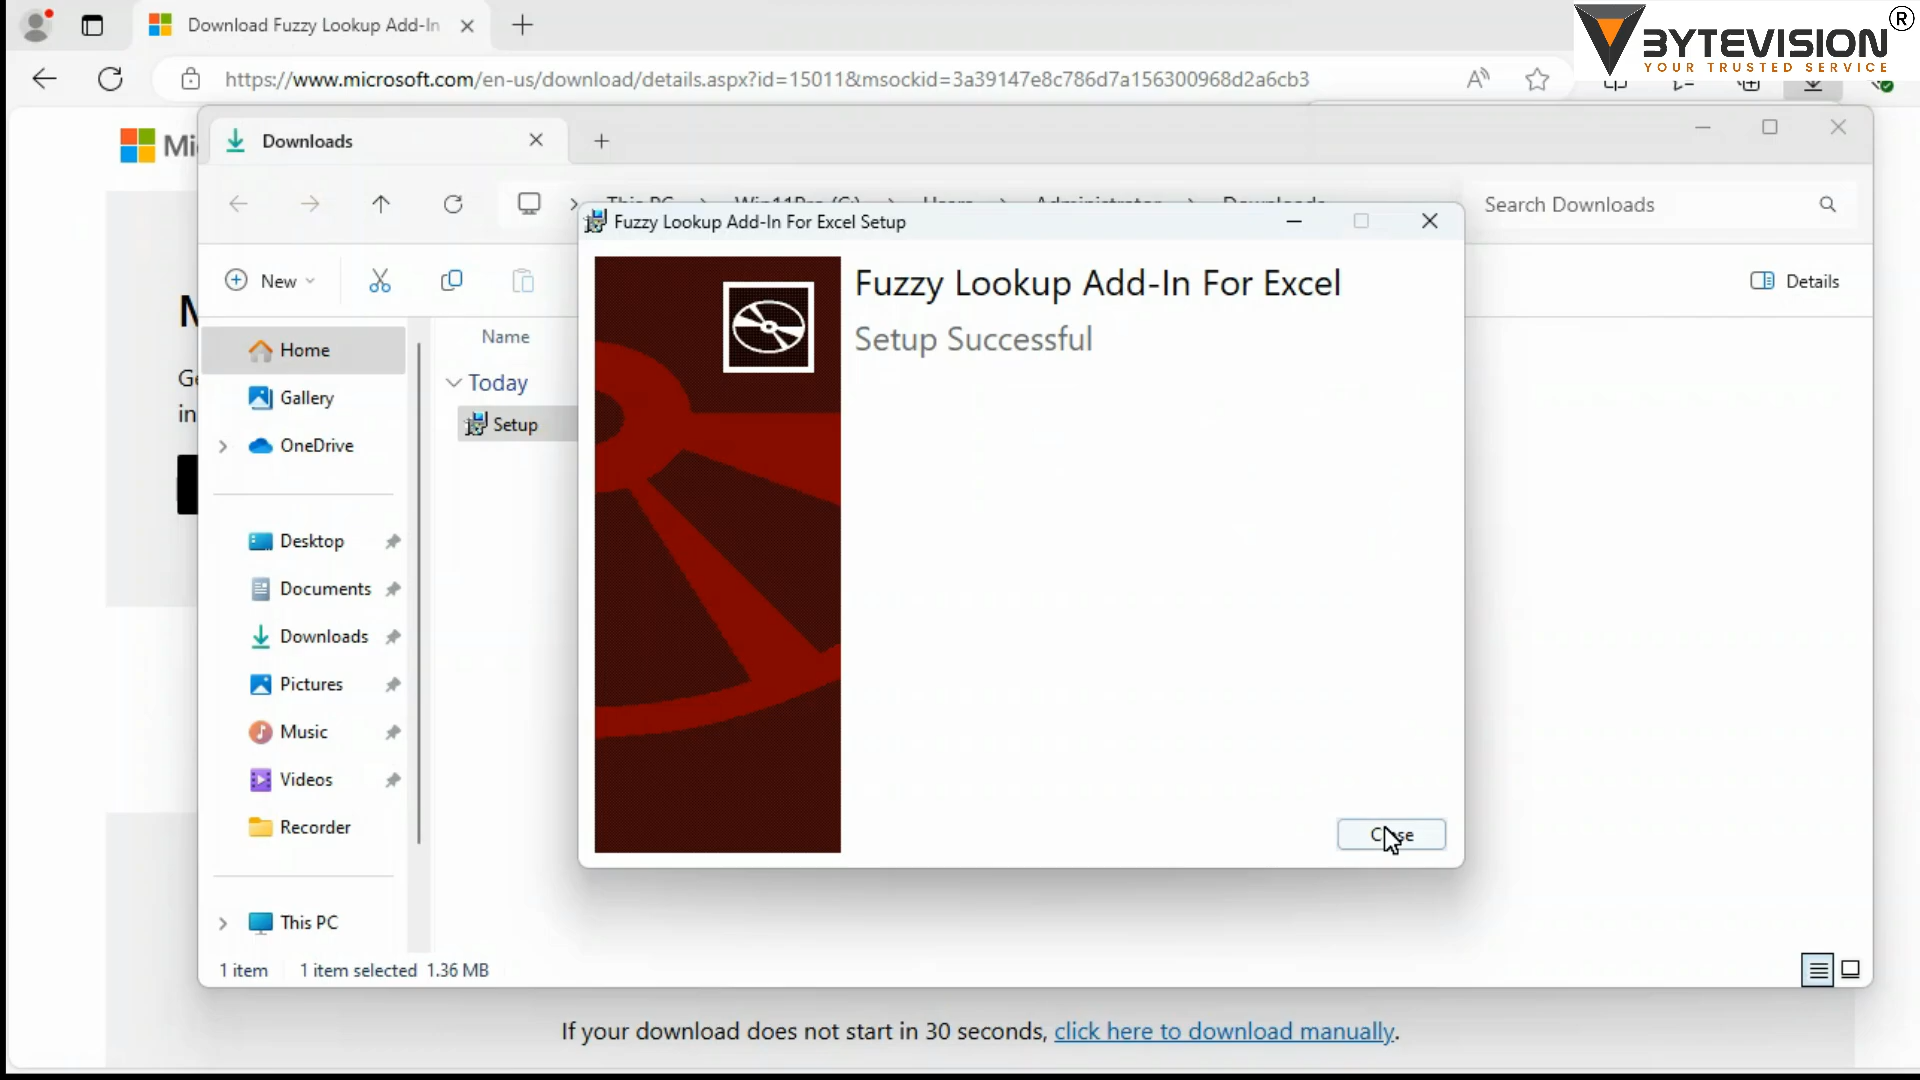 Download Fuzzy Lookup Add-In
BYTEVISION®
YOUR TRUSTED SERVICE
https://www.microsoft.com/en-us/download/details.aspx?id=15011&msockid=3a39147e8c786d7a156300968d2a6cb3
Downloads
Search Downloads
Fuzzy Lookup Add-In For Excel Setup
New
Details
Fuzzy Lookup Add-In For Excel
Setup Successful
Name
Home
Today
Gallery
Setup
OneDrive
Desktop
Documents
Downloads
Pictures
Music
Videos
Recorder
Close
This PC
1 item
1 item selected 1.36 MB
If your download does not start in 30 seconds, click here to download manually.